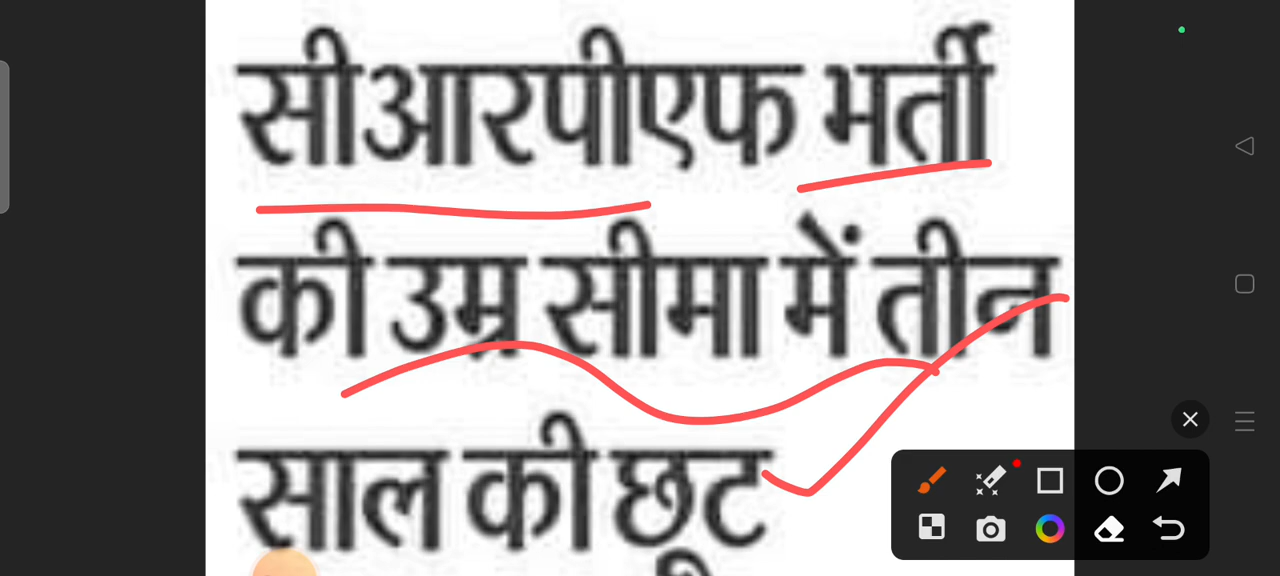 सीआरपीएफ भर्ती
की उम्र सीमा में तीन
साल की छूट